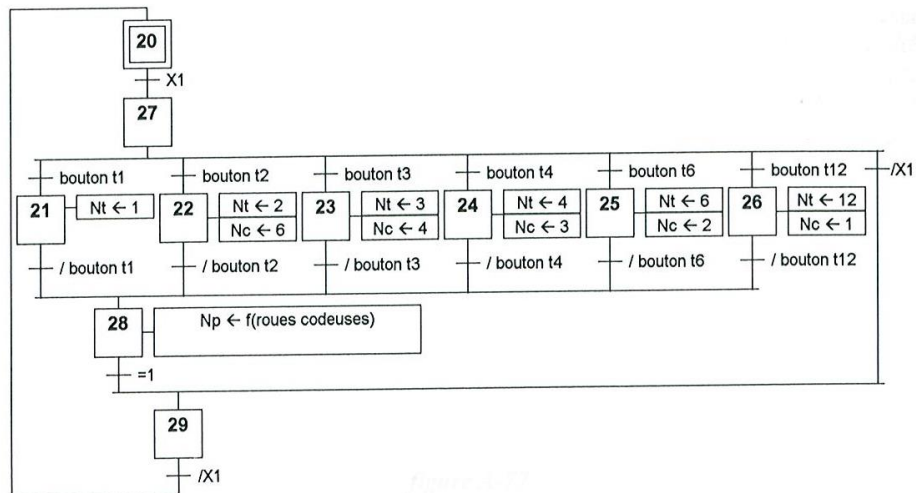 20
X1
27
bouton t1 bouton t2 bouton t3 bouton t4 bouton t6 bouton t12 /X1
21 Nt ← 1 22 Nt ← 2 23 Nt ← 3 24 Nt ← 4 25 Nt ← 6 26 Nt ← 12
Nc ← 6 Nc ← 4 Nc ← 3 Nc ← 2 Nc ← 1
/ bouton t1 / bouton t2 / bouton t3 / bouton t4 / bouton t6 / bouton t12
28 Np ← f(roues codeuses)
=1
29
/X1